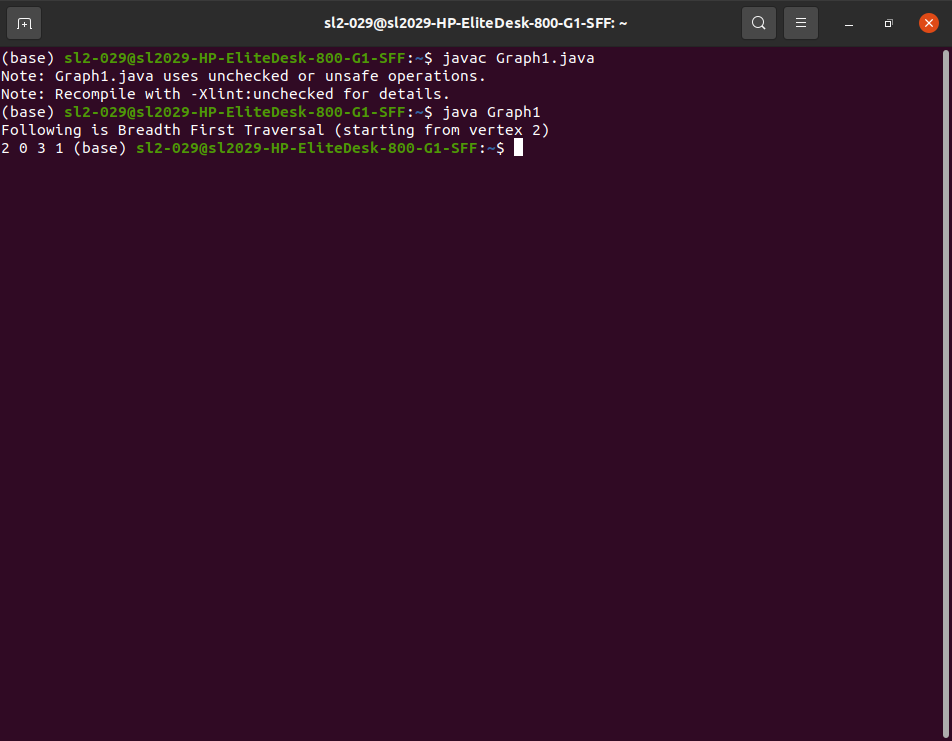 sl2-029@sl2029-HP-EliteDesk-800-G1-SFF: ~
(base) sl2-029@sl2029-HP-EliteDesk-800-G1-SFF:~$ javac Graph1.java
Note: Graph1.java uses unchecked or unsafe operations.
Note: Recompile with -Xlint:unchecked for details.
(base) sl2-029@sl2029-HP-EliteDesk-800-G1-SFF:~$ java Graph1
Following is Breadth First Traversal (starting from vertex 2)
2 0 3 1 (base) sl2-029@sl2029-HP-EliteDesk-800-G1-SFF:~$